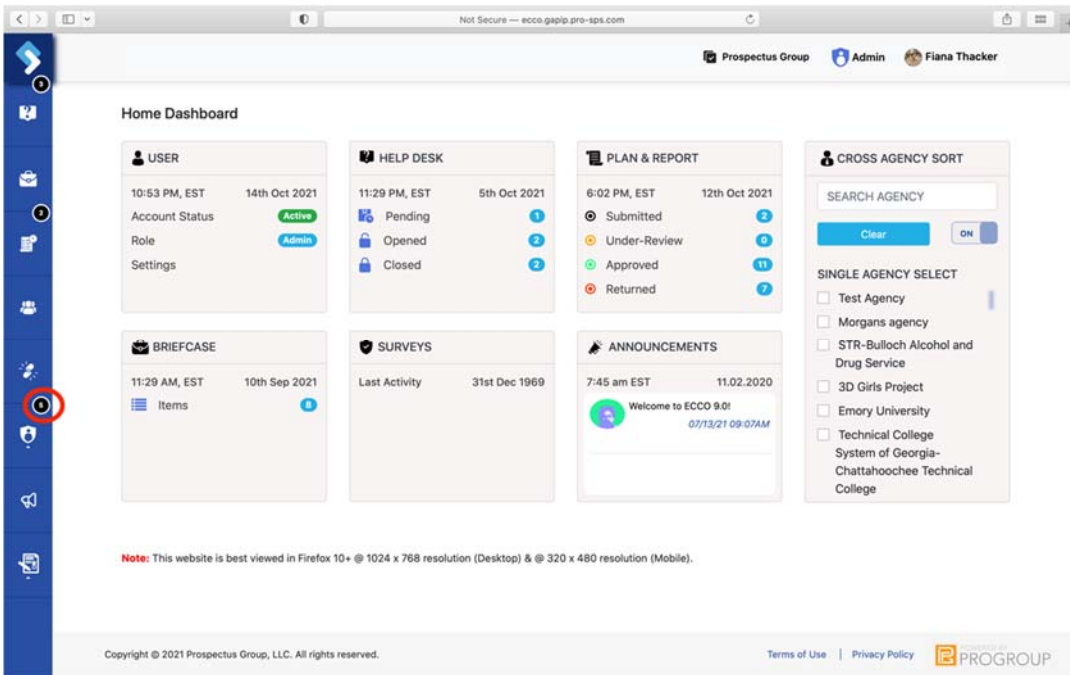 Not Secure — ecco.gapip.pro-sps.com
Prospectus Group Admin Fiana Thacker
3
2
Home Dashboard
USER
10:53 PM, EST 14th Oct 2021
Account Status Active
Role Admin
Settings
HELP DESK
11:29 PM, EST 5th Oct 2021
Pending 1
Opened 2
Closed 2
PLAN & REPORT
6:02 PM, EST 12th Oct 2021
Submitted 2
Under-Review 0
Approved 11
Returned 7
CROSS AGENCY SORT
SEARCH AGENCY
Clear ON
SINGLE AGENCY SELECT
Test Agency
Morgans agency
STR-Bulloch Alcohol and
Drug Service
3D Girls Project
Emory University
Technical College
System of Georgia-
Chattahoochee Technical
College
BRIEFCASE
11:29 AM, EST 10th Sep 2021
Items 8
SURVEYS
Last Activity 31st Dec 1969
ANNOUNCEMENTS
7:45 am EST 11.02.2020
Welcome to ECCO 9.0!
07/13/21 09:07AM
Note: This website is best viewed in Firefox 10+ @ 1024 x 768 resolution (Desktop) & @ 320 x 480 resolution (Mobile).
Copyright @ 2021 Prospectus Group, LLC. All rights reserved.
Terms of Use | Privacy Policy
POWERED BY
PROGROUP